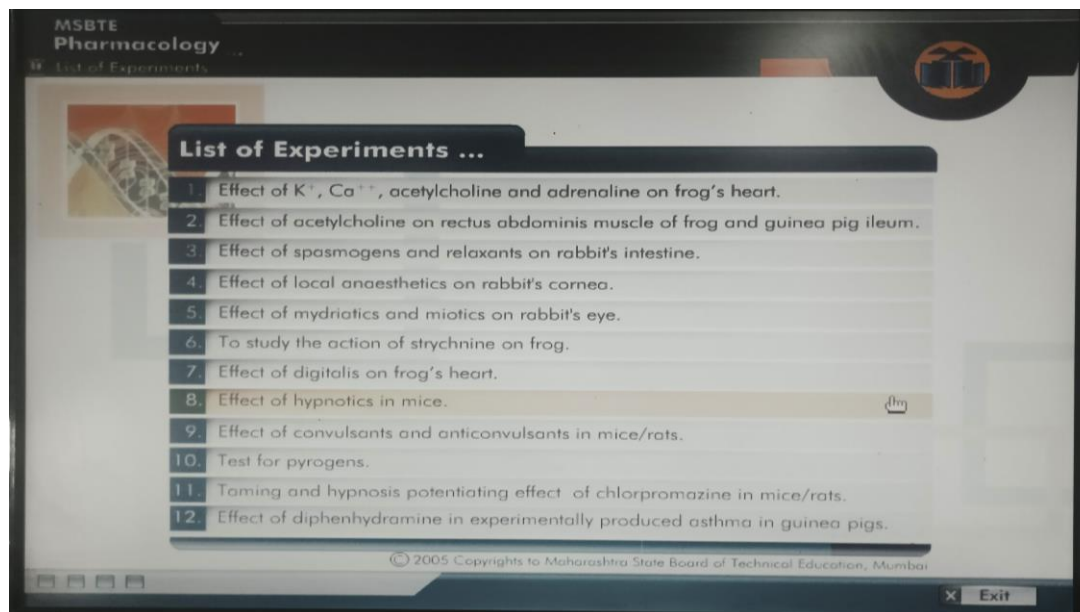 MSBTE
Pharmacology ...
List of Experiments
List of Experiments ...
1. Effect of K⁺, Ca⁺⁺, acetylcholine and adrenaline on frog's heart.
2. Effect of acetylcholine on rectus abdominis muscle of frog and guinea pig ileum.
3. Effect of spasmogens and relaxants on rabbit's intestine.
4. Effect of local anaesthetics on rabbit's cornea.
5. Effect of mydriatics and miotics on rabbit's eye.
6. To study the action of strychnine on frog.
7. Effect of digitalis on frog's heart.
8. Effect of hypnotics in mice.
9. Effect of convulsants and anticonvulsants in mice/rats.
10. Test for pyrogens.
11. Taming and hypnosis potentiating effect of chlorpromazine in mice/rats.
12. Effect of diphenhydramine in experimentally produced asthma in guinea pigs.
© 2005 Copyrights to Maharashtra State Board of Technical Education, Mumbai
X Exit